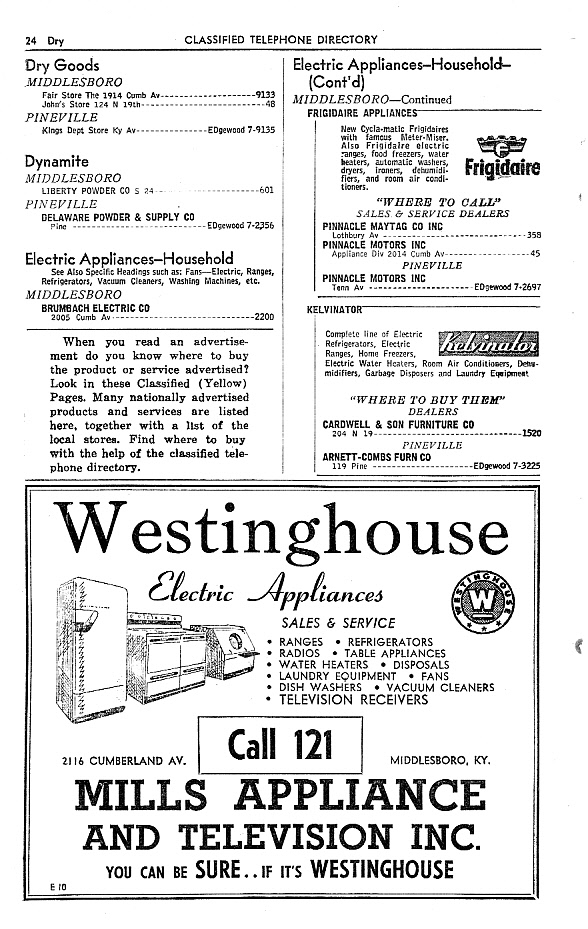 24 Dry
CLASSIFIED TELEPHONE DIRECTORY
Dry Goods
MIDDLESBORO
Fair Store The 1914 Cumb Av 9133
John's Store 124 N 19th 48
PINEVILLE
Kings Dept Store Ky Av EDgewood 7-9135
Dynamite
MIDDLESBORO
LIBERTY POWDER CO S 24 601
PINEVILLE
DELAWARE POWDER & SUPPLY CO
Pine EDgewood 7-2356
Electric Appliances–Household
See Also Specific Headings such as: Fans—Electric, Ranges,
Refrigerators, Vacuum Cleaners, Washing Machines, etc.
MIDDLESBORO
BRUMBACH ELECTRIC CO
2005 Cumb Av 2200
When you read an advertise-
ment do you know where to buy
the product or service advertised?
Look in these Classified (Yellow)
Pages. Many nationally advertised
products and services are listed
here, together with a list of the
local stores. Find where to buy
with the help of the classified tele-
phone directory.
Electric Appliances–Household–
(Cont'd)
MIDDLESBORO—Continued
FRIGIDAIRE APPLIANCES
New Cycla-matic Frigidaires
with famous Meter-Miser.
Also Frigidaire electric
ranges, food freezers, water
heaters, automatic washers,
dryers, ironers, dehumidi-
fiers, and room air condi-
tioners.
Frigidaire
"WHERE TO CALL"
SALES & SERVICE DEALERS
PINNACLE MAYTAG CO INC
Lothbury Av 358
PINNACLE MOTORS INC
Appliance Div 2014 Cumb Av 45
PINEVILLE
PINNACLE MOTORS INC
Tenn Av EDgewood 7-2697
KELVINATOR
Complete line of Electric
Refrigerators, Electric
Ranges, Home Freezers,
Kelvinator
Electric Water Heaters, Room Air Conditioners, Dehu-
midifiers, Garbage Disposers and Laundry Equipment
"WHERE TO BUY THEM"
DEALERS
CARDWELL & SON FURNITURE CO
204 N 19 1520
PINEVILLE
ARNETT-COMBS FURN CO
119 Pine EDgewood 7-3225
Westinghouse
Electric Appliances
SALES & SERVICE
WESTINGHOUSE
W
• RANGES • REFRIGERATORS
• RADIOS • TABLE APPLIANCES
• WATER HEATERS • DISPOSALS
• LAUNDRY EQUIPMENT • FANS
• DISH WASHERS • VACUUM CLEANERS
• TELEVISION RECEIVERS
Call 121
2116 CUMBERLAND AV.
MIDDLESBORO, KY.
MILLS APPLIANCE
AND TELEVISION INC.
YOU CAN BE SURE.. IF IT'S WESTINGHOUSE
E 10